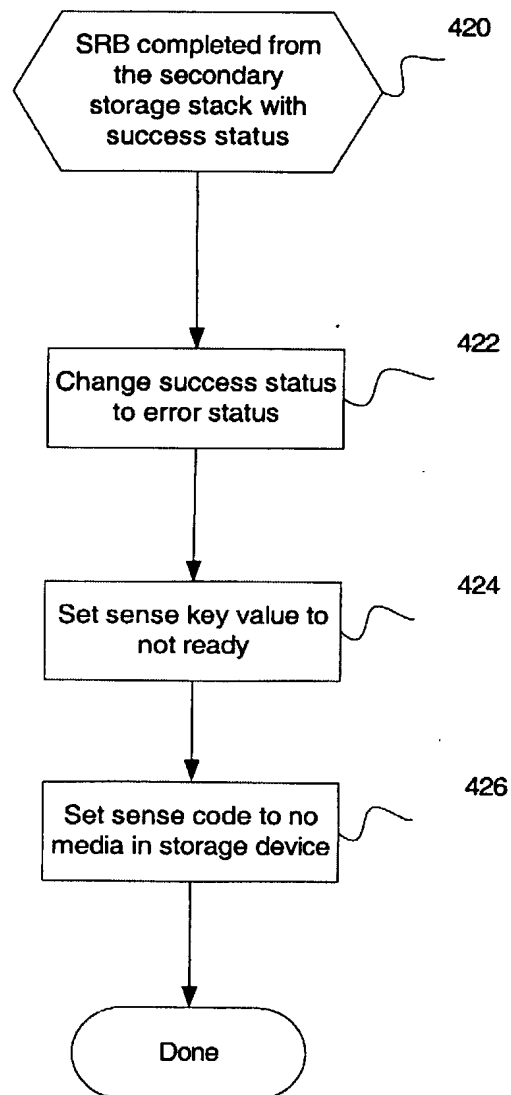 420
SRB completed from
the secondary
storage stack with
success status
422
Change success status
to error status
424
Set sense key value to
not ready
426
Set sense code to no
media in storage device
Done